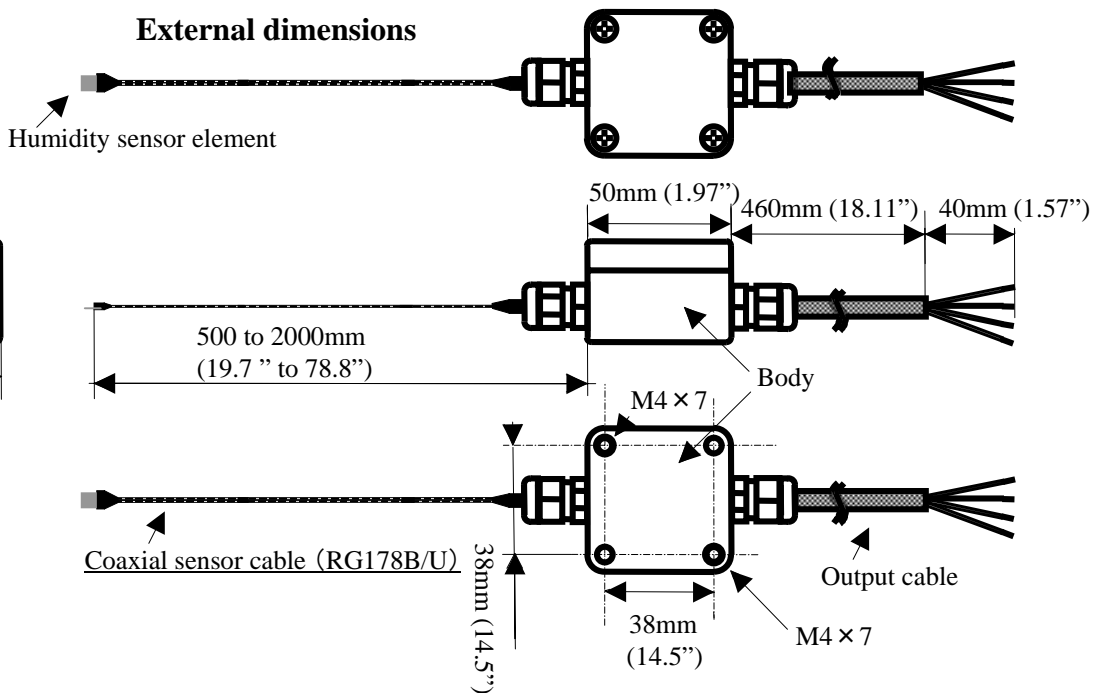 External dimensions
Humidity sensor element
50mm (1.97”)
460mm (18.11”)
40mm (1.57”)
500 to 2000mm
(19.7 ” to 78.8”)
Body
M4×7
Coaxial sensor cable（RG178B/U）
38mm (14.5”)
Output cable
38mm
(14.5”)
M4×7